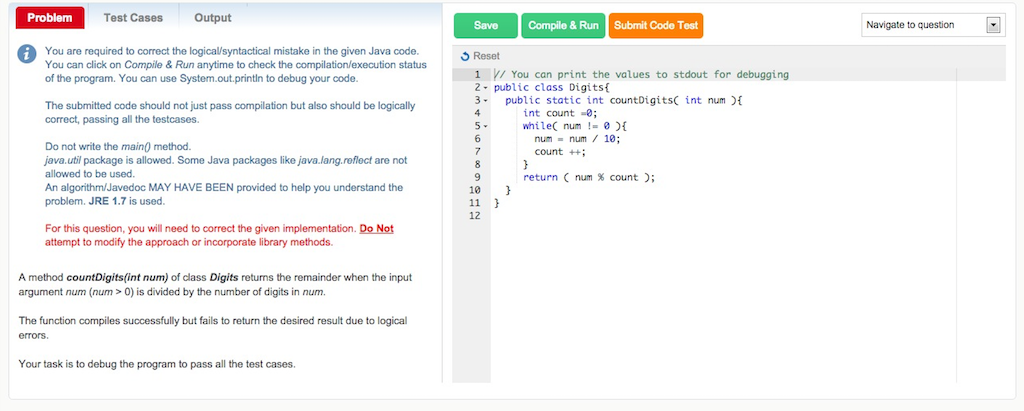 Problem Test Cases Output
Save Compile & Run Submit Code Test Navigate to question
You are required to correct the logical/syntactical mistake in the given Java code.
You can click on Compile & Run anytime to check the compilation/execution status
of the program. You can use System.out.println to debug your code.
The submitted code should not just pass compilation but also should be logically
correct, passing all the testcases.
Do not write the main() method.
java.util package is allowed. Some Java packages like java.lang.reflect are not
allowed to be used.
An algorithm/Javedoc MAY HAVE BEEN provided to help you understand the
problem. JRE 1.7 is used.
For this question, you will need to correct the given implementation. Do Not
attempt to modify the approach or incorporate library methods.
A method countDigits(int num) of class Digits returns the remainder when the input
argument num (num > 0) is divided by the number of digits in num.
The function compiles successfully but fails to return the desired result due to logical
errors.
Your task is to debug the program to pass all the test cases.
Reset
1 // You can print the values to stdout for debugging
2 public class Digits{
3 public static int countDigits( int num ){
4 int count =0;
5 while( num != 0 ){
6 num = num / 10;
7 count ++;
8 }
9 return ( num % count );
10 }
11 }
12